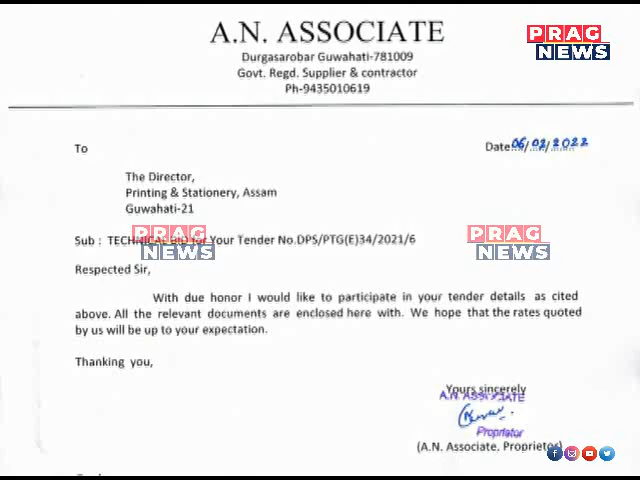 A.N. ASSOCIATE
Durgasarobar Guwahati-781009
Govt. Regd. Supplier & contractor
Ph-9435010619
PRAG
NEWS
To
Date 06/02/2022
The Director,
Printing & Stationery, Assam
Guwahati-21
Sub : TECHNICAL BID for Your Tender No.DPS/PTG(E)34/2021/6
PRAG
NEWS
PRAG
NEWS
Respected Sir,
With due honor I would like to participate in your tender details as cited
above. All the relevant documents are enclosed here with. We hope that the rates quoted
by us will be up to your expectation.
Thanking you,
Yours sincerely
A.N. ASSOCIATE
Proprietor
(A.N. Associate, Proprietor)